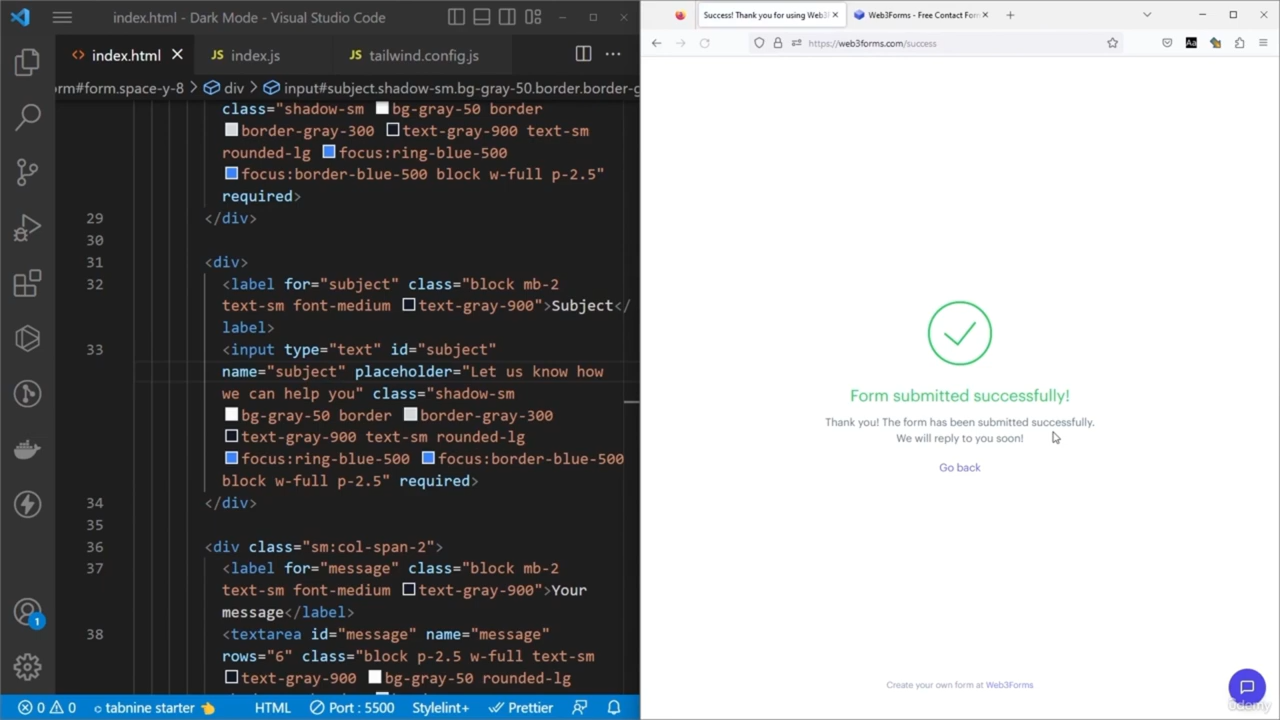 index.html - Dark Mode - Visual Studio Code
index.html
JS index.js
JS tailwind.config.js
orm#form.space-y-8 > div > input#subject.shadow-sm.bg-gray-50.border.border-g
class="shadow-sm bg-gray-50 border
border-gray-300 text-gray-900 text-sm
rounded-lg focus:ring-blue-500
focus:border-blue-500 block w-full p-2.5"
required>
29 </div>
30
31 <div>
32 <label for="subject" class="block mb-2
text-sm font-medium text-gray-900">Subject</
label>
33 <input type="text" id="subject"
name="subject" placeholder="Let us know how
we can help you" class="shadow-sm
bg-gray-50 border border-gray-300
text-gray-900 text-sm rounded-lg
focus:ring-blue-500 focus:border-blue-500
block w-full p-2.5" required>
34 </div>
35
36 <div class="sm:col-span-2">
37 <label for="message" class="block mb-2
text-sm font-medium text-gray-900">Your
message</label>
38 <textarea id="message" name="message"
rows="6" class="block p-2.5 w-full text-sm
text-gray-900 bg-gray-50 rounded-lg
1
0 0 tabnine starter HTML Port : 5500 Stylelint+ Prettier
Success! Thank you for using Web3F
Web3Forms - Free Contact Form
https://web3forms.com/success
Aa
Form submitted successfully!
Thank you! The form has been submitted successfully.
We will reply to you soon!
Go back
Create your own form at Web3Forms
ûdemy